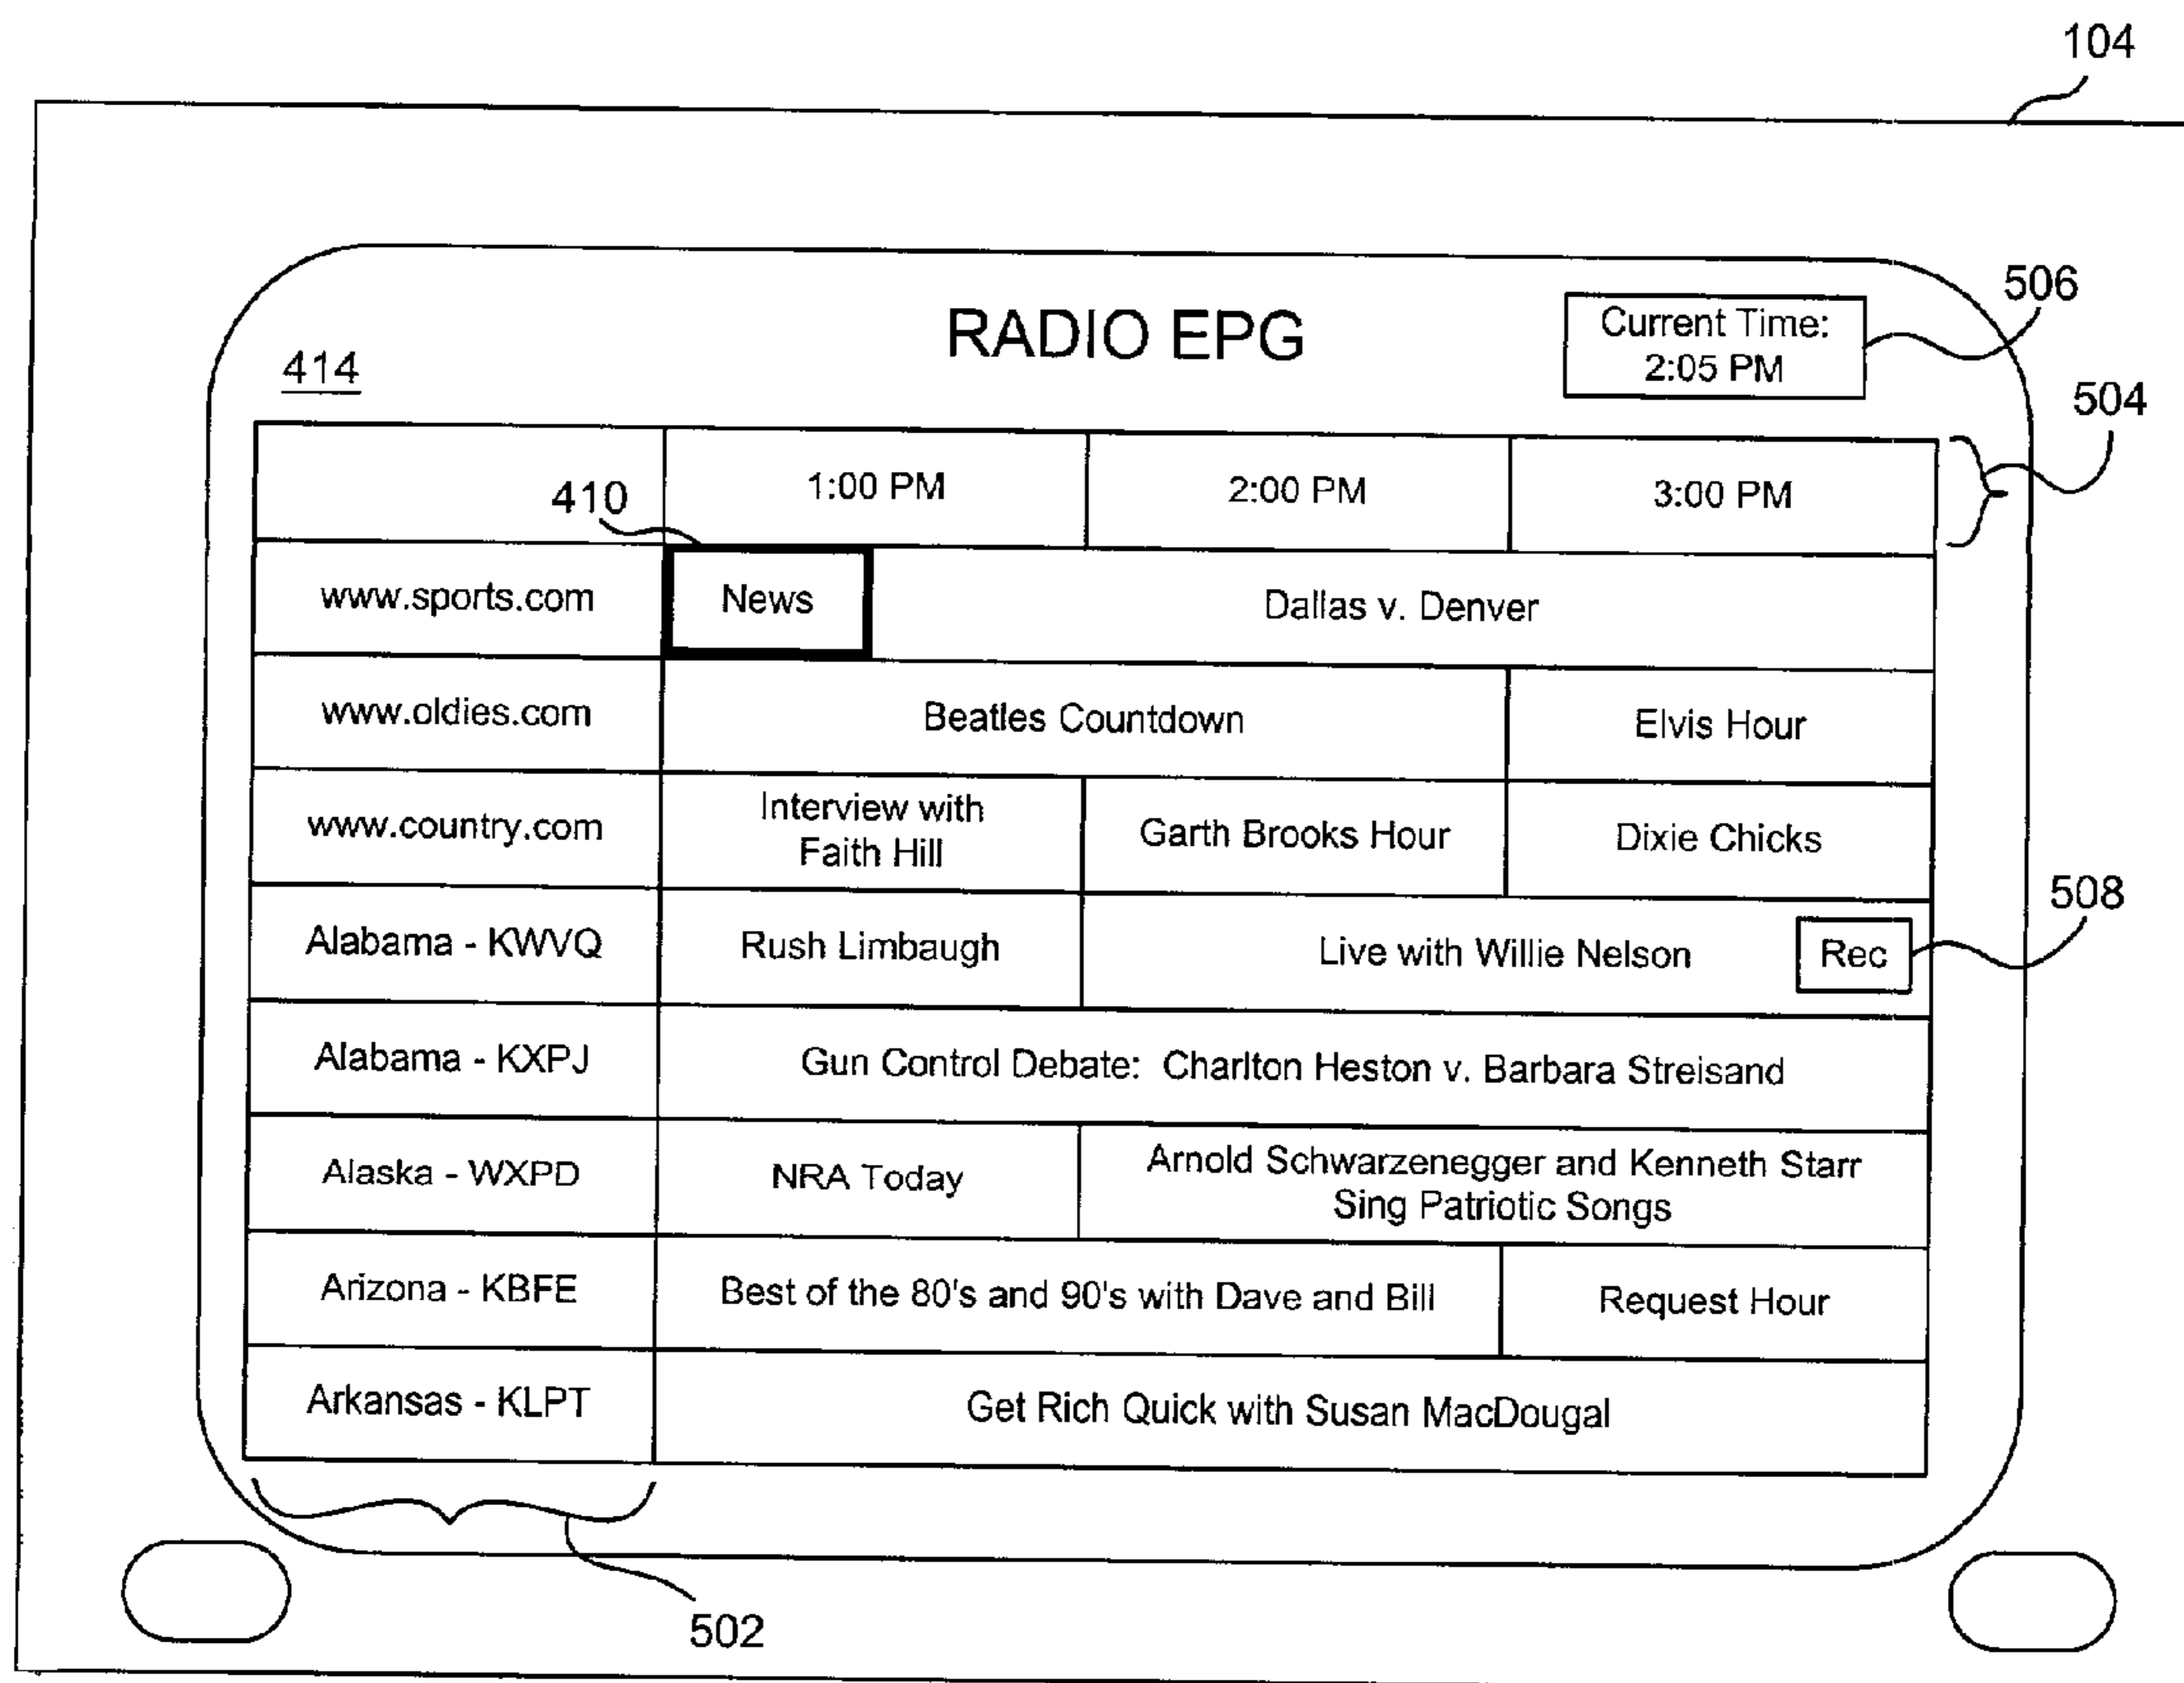 104
RADIO EPG
Current Time:
2:05 PM
506
414
504
410
1:00 PM
2:00 PM
3:00 PM
www.sports.com
News
Dallas v. Denver
www.oldies.com
Beatles Countdown
Elvis Hour
www.country.com
Interview with
Faith Hill
Garth Brooks Hour
Dixie Chicks
508
Alabama - KWVQ
Rush Limbaugh
Live with Willie Nelson
Rec
Alabama - KXPJ
Gun Control Debate: Charlton Heston v. Barbara Streisand
Alaska - WXPD
NRA Today
Arnold Schwarzenegger and Kenneth Starr
Sing Patriotic Songs
Arizona - KBFE
Best of the 80's and 90's with Dave and Bill
Request Hour
Arkansas - KLPT
Get Rich Quick with Susan MacDougal
502